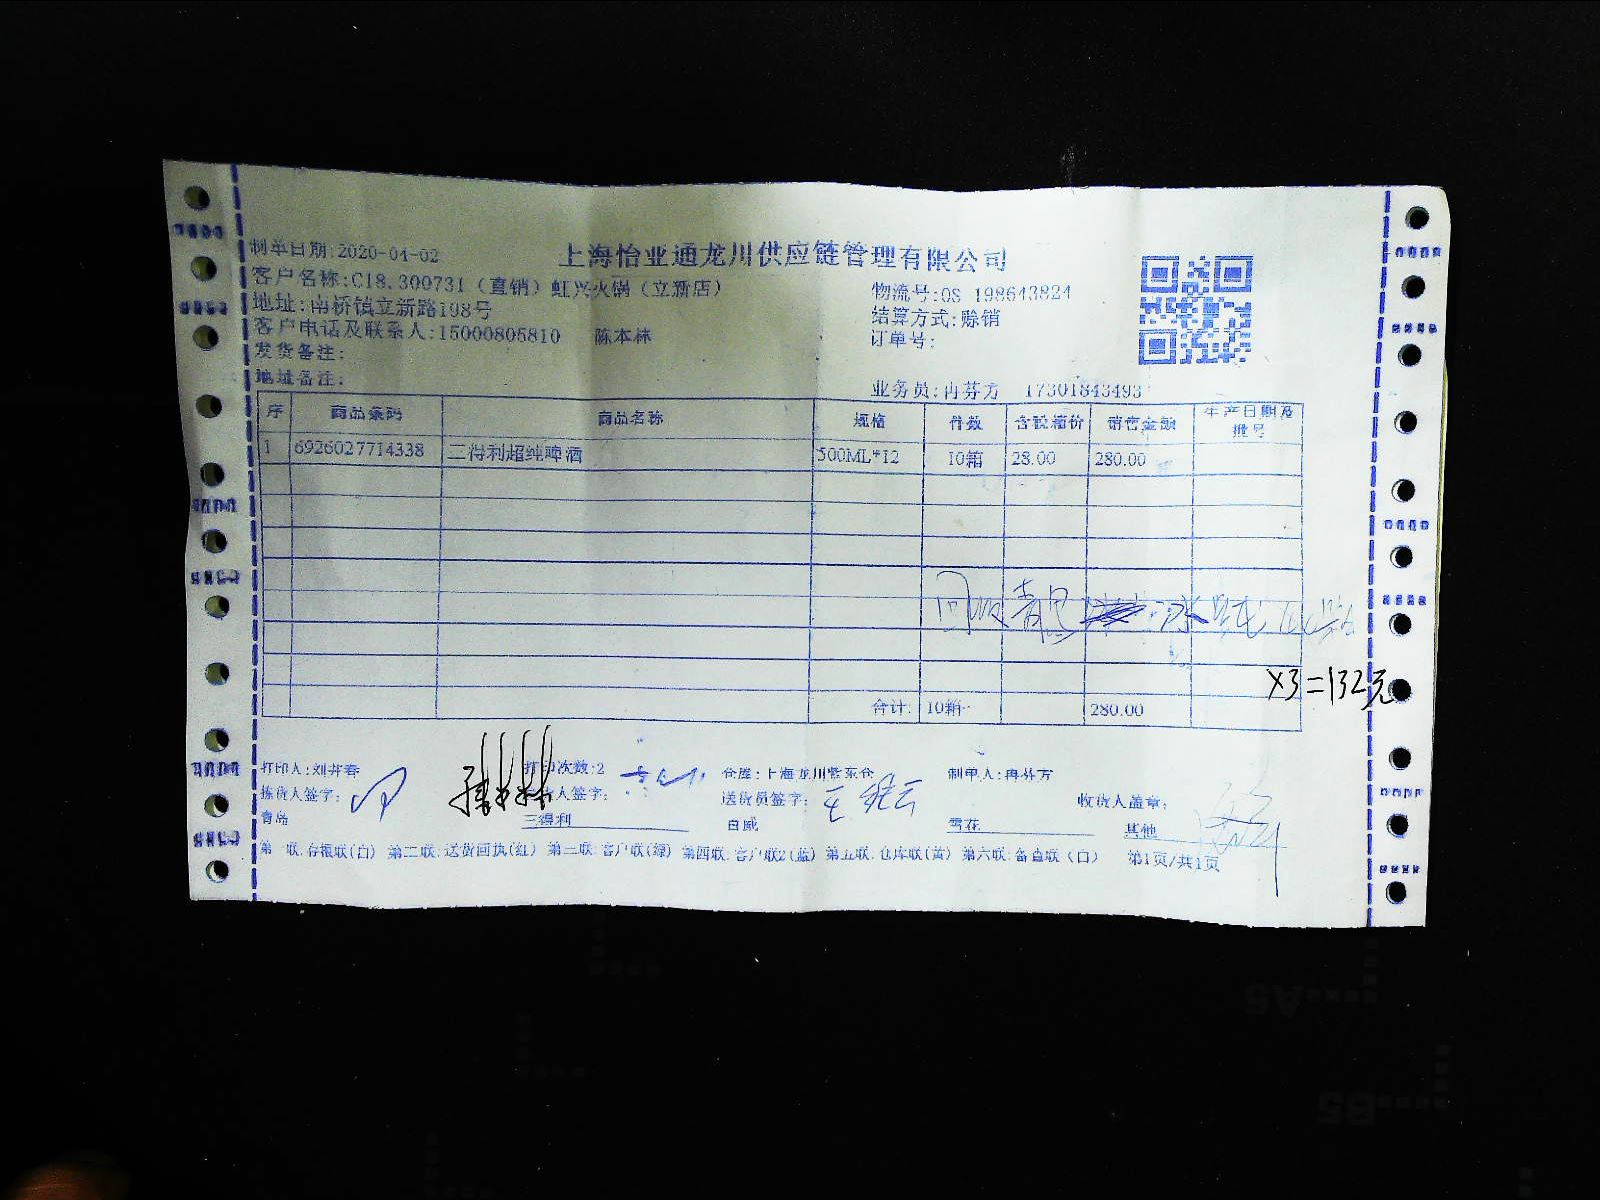 制单日期:2020-04-02
上海怡亚通龙川供应链管理有限公司
客户名称:C18.300731（直销）虹兴火锅（立新店）
物流号:OS 198643824
地址:南桥镇立新路198号
结算方式:赊销
客户电话及联系人:15000805810 陈本林
订单号:
发货备注:
地址备注:
业务员:冉芬方 17301843493
序 商品条码 商品名称 规格 件数 含税箱价 销售金额 生产日期及批号
1 6926027714338 三得利超纯啤酒 500ML*12 10箱 28.00 280.00
×3=132元
合计: 10箱 280.00
打印人:刘井春 打印次数:2 仓库:上海龙川奉东仓 制单人:冉芬方
拣货人签字: 货人签字: 送货员签字: 收货人盖章:
青岛 三得利 百威 雪花 其他
第一联:存根联(白) 第二联:送货回执(红) 第三联:客户联(绿) 第四联:客户联2(蓝) 第五联:仓库联(黄) 第六联:备查联(白) 第1页/共1页